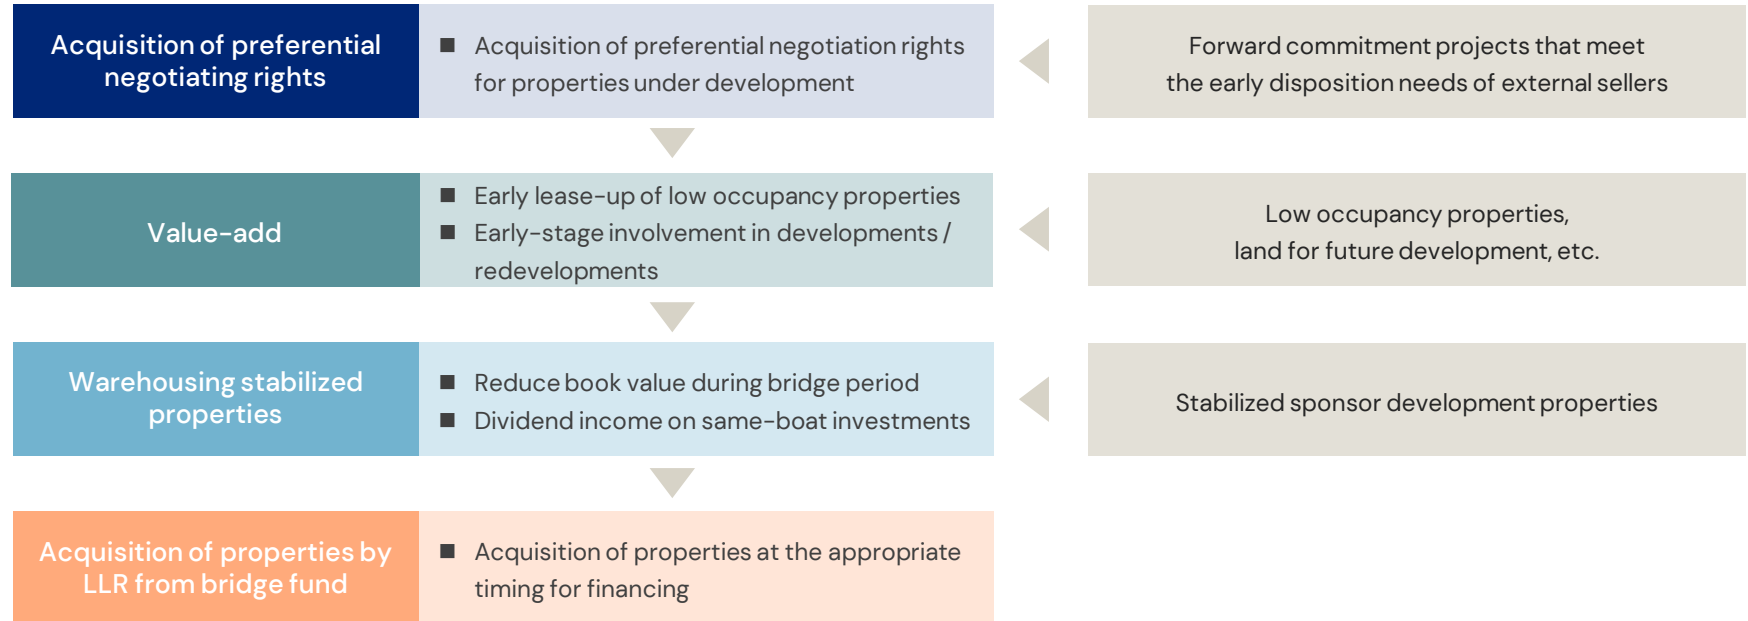 Acquisition of preferential
negotiating rights
■ Acquisition of preferential negotiation rights
for properties under development
Forward commitment projects that meet
the early disposition needs of external sellers
Value-add
■ Early lease-up of low occupancy properties
■ Early-stage involvement in developments /
redevelopments
Low occupancy properties,
land for future development, etc.
Warehousing stabilized
properties
■ Reduce book value during bridge period
■ Dividend income on same-boat investments
Stabilized sponsor development properties
Acquisition of properties by
LLR from bridge fund
■ Acquisition of properties at the appropriate
timing for financing